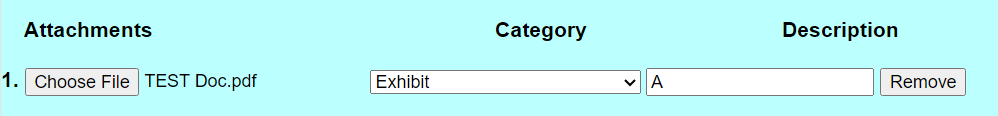 Attachments Category Description
1. Choose File TEST Doc.pdf Exhibit A Remove